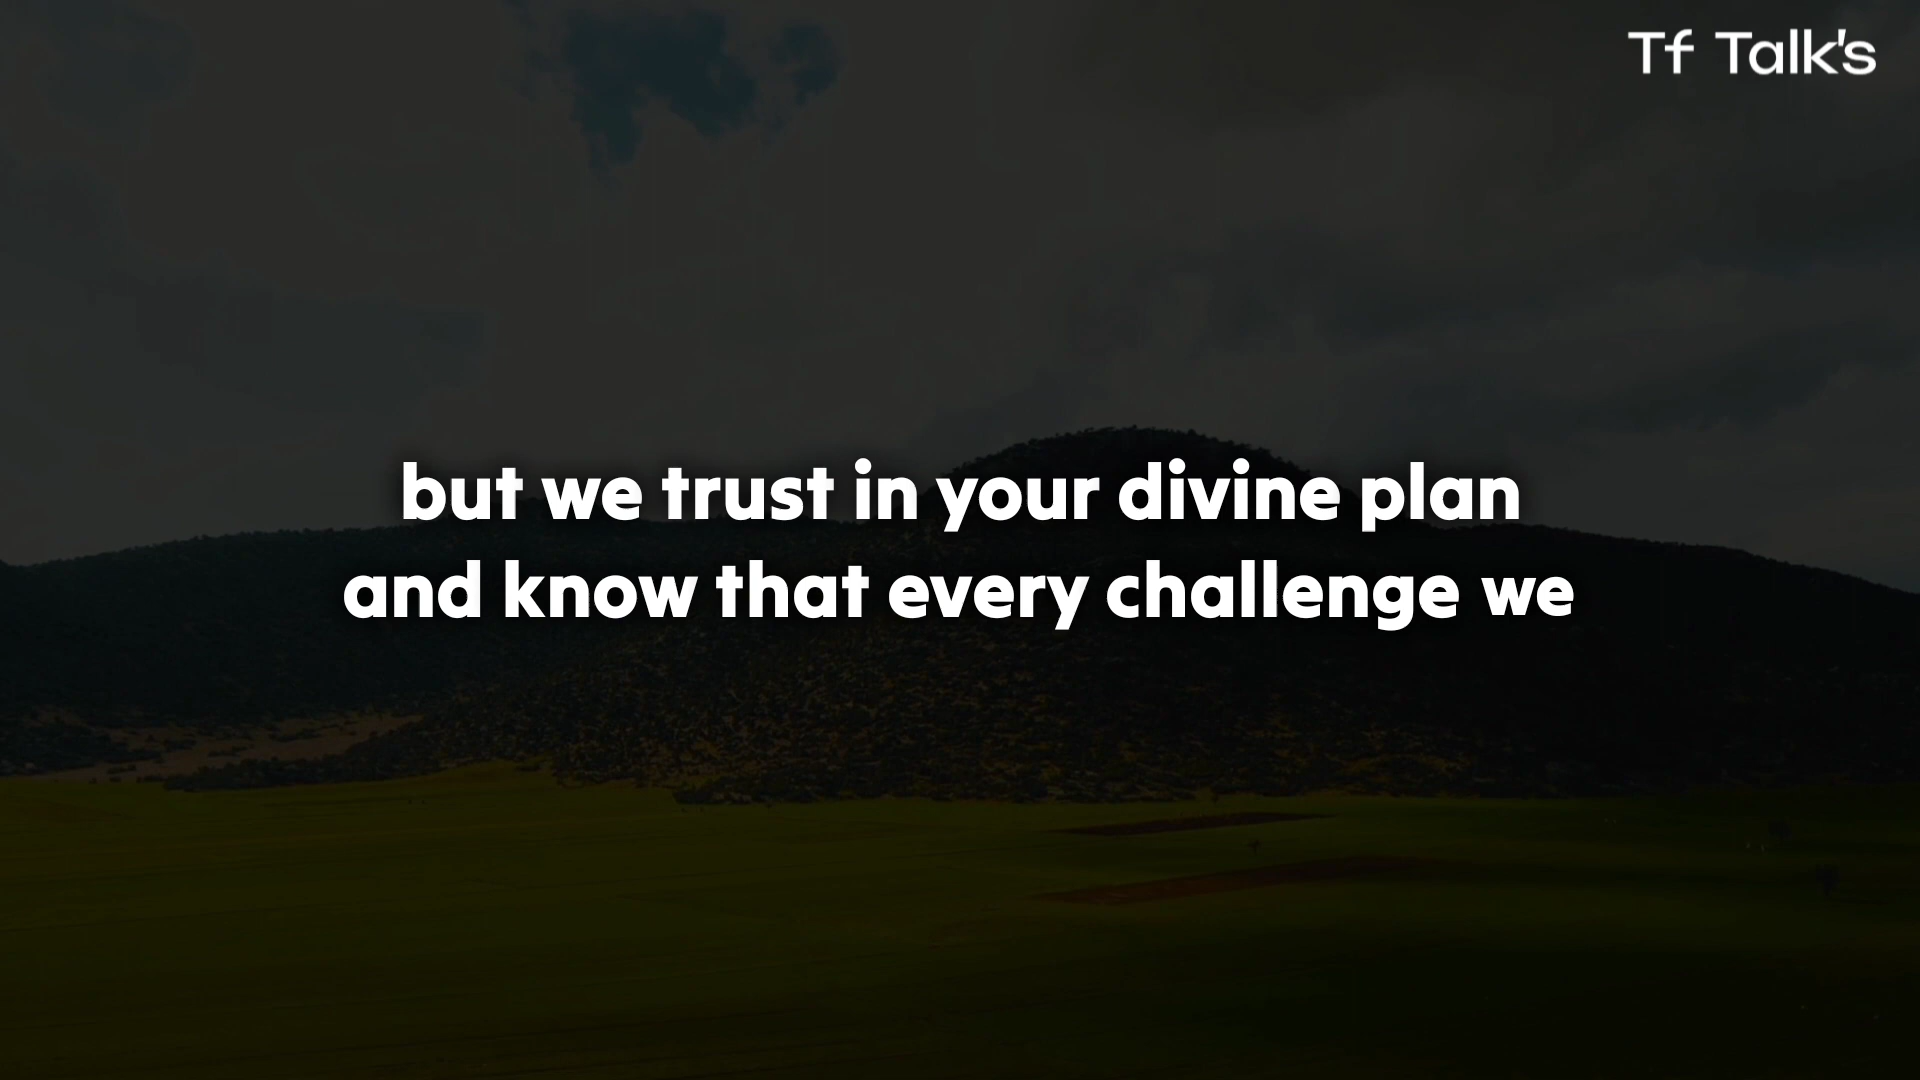 Tf Talk's
but we trust in your divine plan
and know that every challenge we